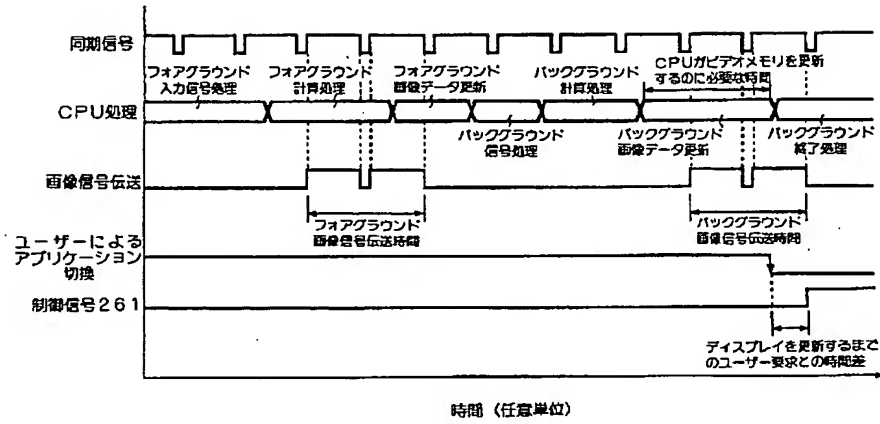 同期信号
フォアグラウンド
入力信号処理
フォアグラウンド
計算処理
フォアグラウンド
画像データ更新
バックグラウンド
計算処理
CPUがビデオメモリを更新
するのに必要な時間
CPU処理
バックグラウンド
信号処理
バックグラウンド
画像データ更新
バックグラウンド
終了処理
画像信号伝送
フォアグラウンド
画像信号伝送時間
バックグラウンド
画像信号伝送時間
ユーザーによる
アプリケーション
切換
制御信号261
ディスプレイを更新するまで
のユーザー要求との時間差
時間（任意単位）